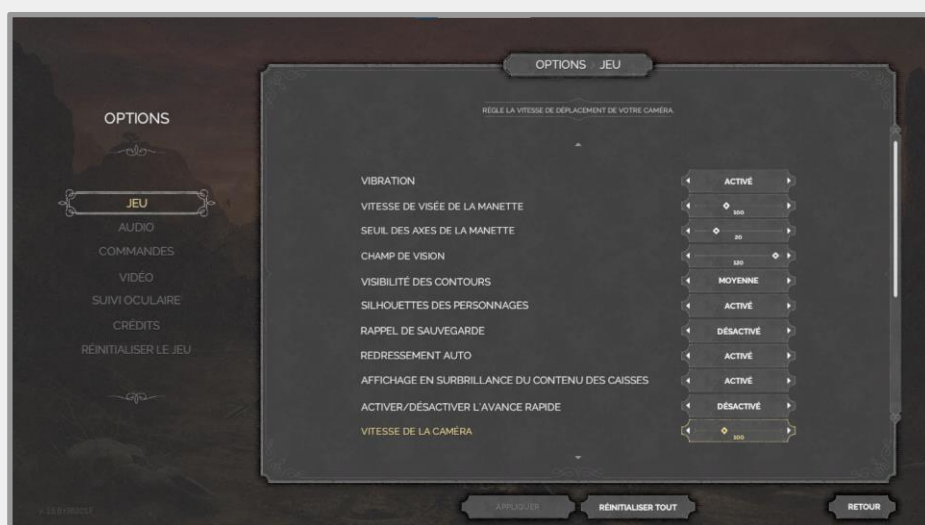 OPTIONS > JEU
RÈGLE LA VITESSE DE DÉPLACEMENT DE VOTRE CAMÉRA.
OPTIONS
JEU
AUDIO
COMMANDES
VIDÉO
SUIVI OCULAIRE
CRÉDITS
RÉINITIALISER LE JEU
VIBRATION ACTIVÉ
VITESSE DE VISÉE DE LA MANETTE 100
SEUIL DES AXES DE LA MANETTE 20
CHAMP DE VISION 120
VISIBILITÉ DES CONTOURS MOYENNE
SILHOUETTES DES PERSONNAGES ACTIVÉ
RAPPEL DE SAUVEGARDE DÉSACTIVÉ
REDRESSEMENT AUTO ACTIVÉ
AFFICHAGE EN SURBRILLANCE DU CONTENU DES CAISSES ACTIVÉ
ACTIVER/DÉSACTIVER L'AVANCE RAPIDE DÉSACTIVÉ
VITESSE DE LA CAMÉRA 100
APPLIQUER RÉINITIALISER TOUT RETOUR